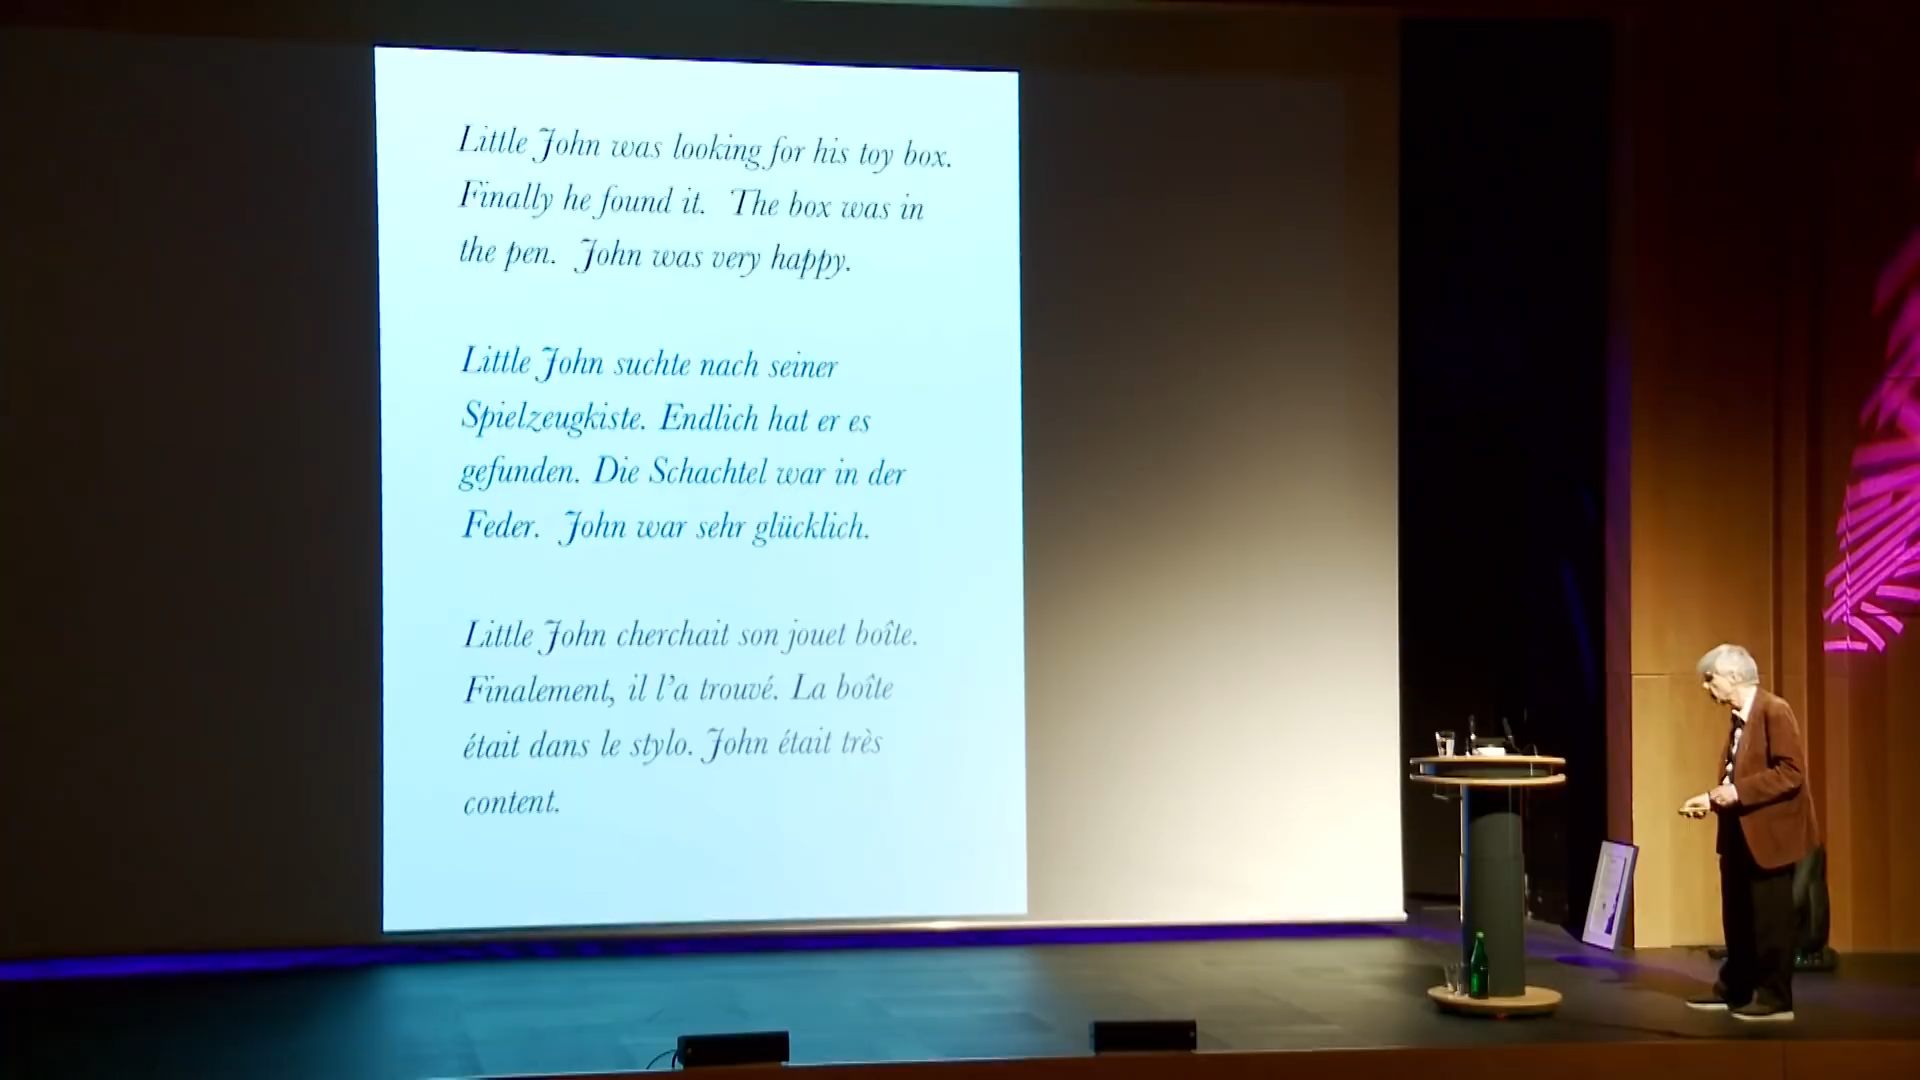 Little John was looking for his toy box.
Finally he found it. The box was in
the pen. John was very happy.
Little John suchte nach seiner
Spielzeugkiste. Endlich hat er es
gefunden. Die Schachtel war in der
Feder. John war sehr glücklich.
Little John cherchait son jouet boîte.
Finalement, il l'a trouvé. La boîte
était dans le stylo. John était très
content.